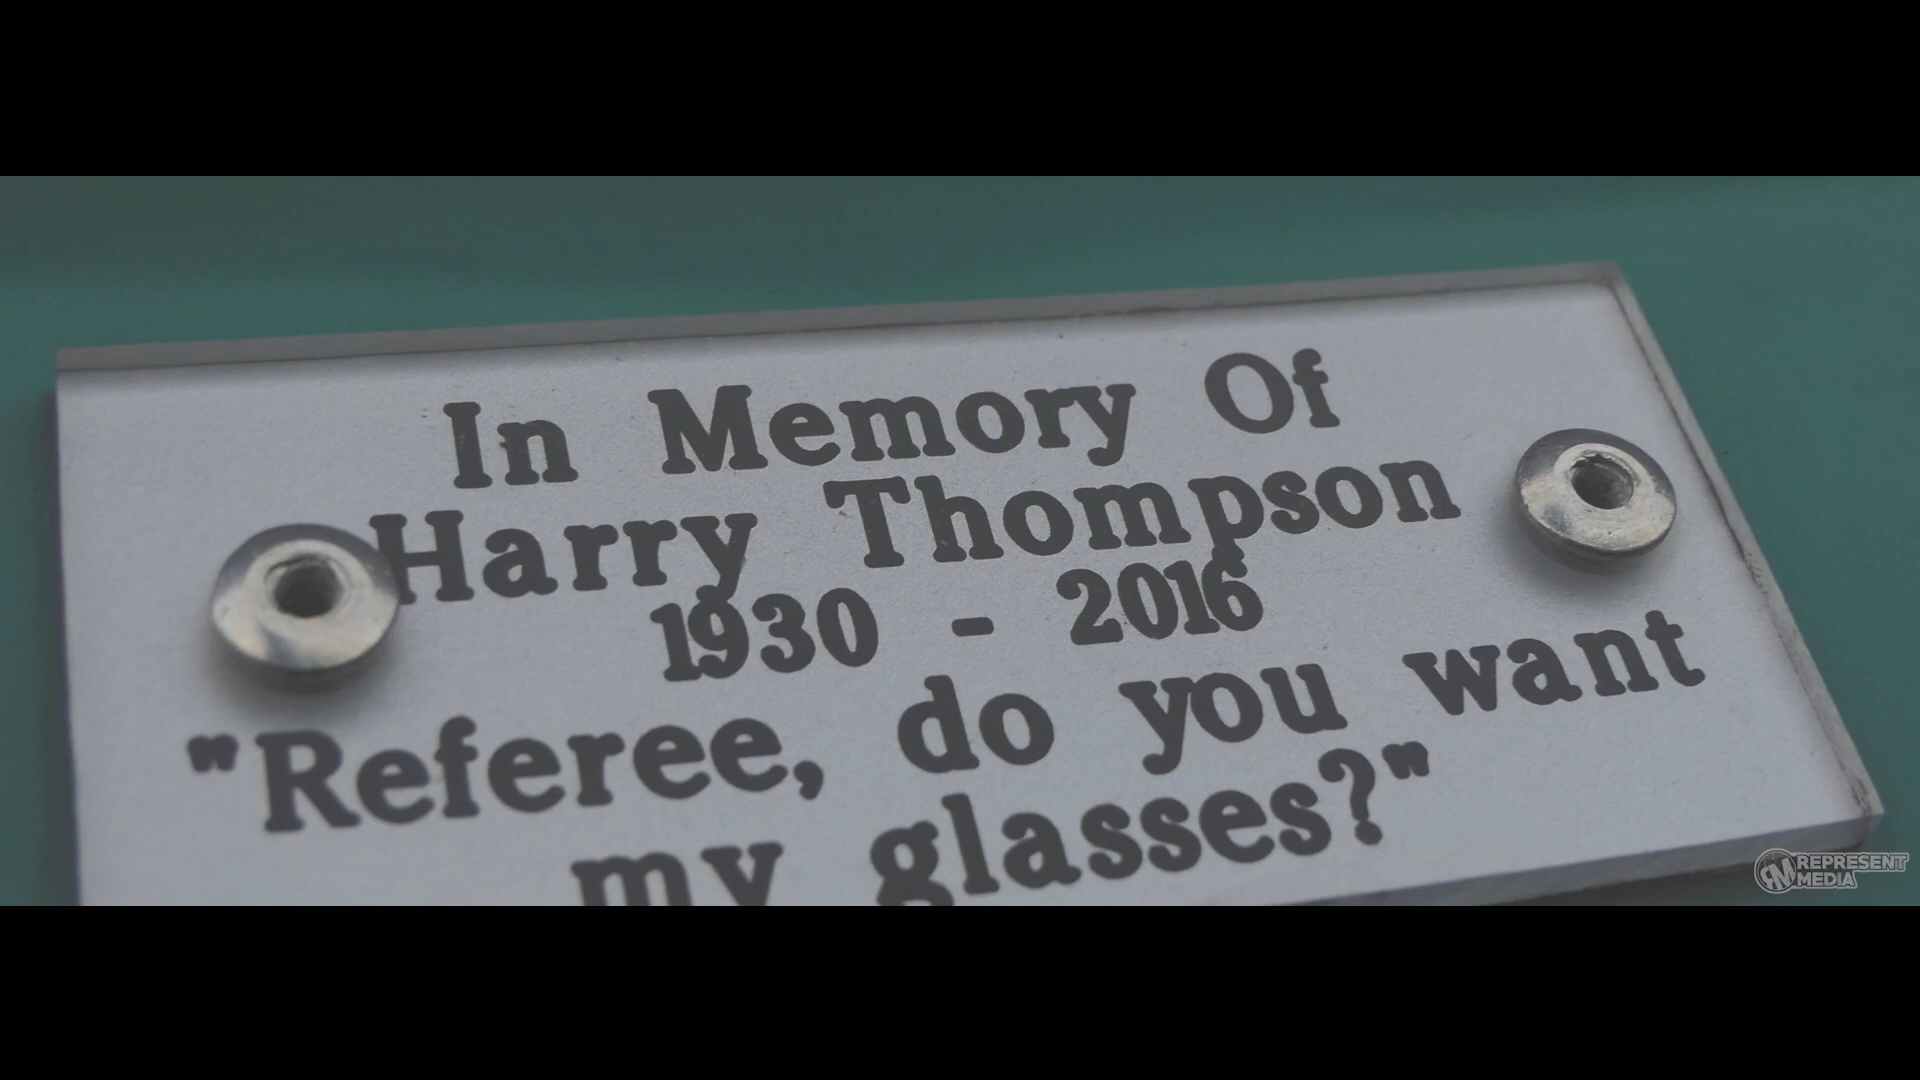 In Memory Of
Harry Thompson
1930 - 2016
"Referee, do you want
my glasses?"
REPRESENT
MEDIA